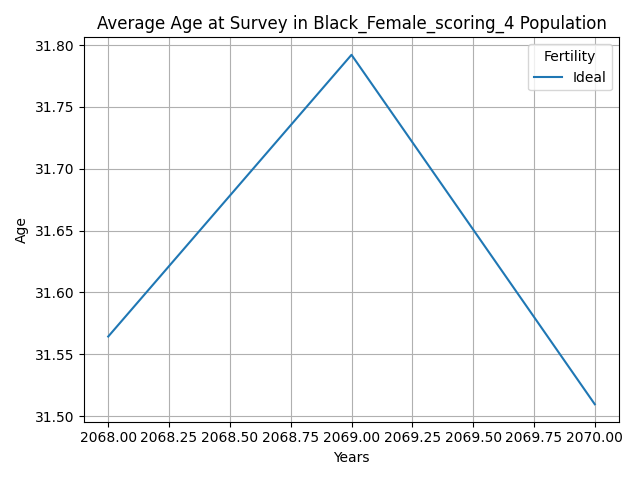 Average Age at Survey in Black_Female_scoring_4 Population
Fertility
Ideal
31.80
31.75
31.70
31.65
31.60
31.55
31.50
Age
2068.00 2068.25 2068.50 2068.75 2069.00 2069.25 2069.50 2069.75 2070.00
Years